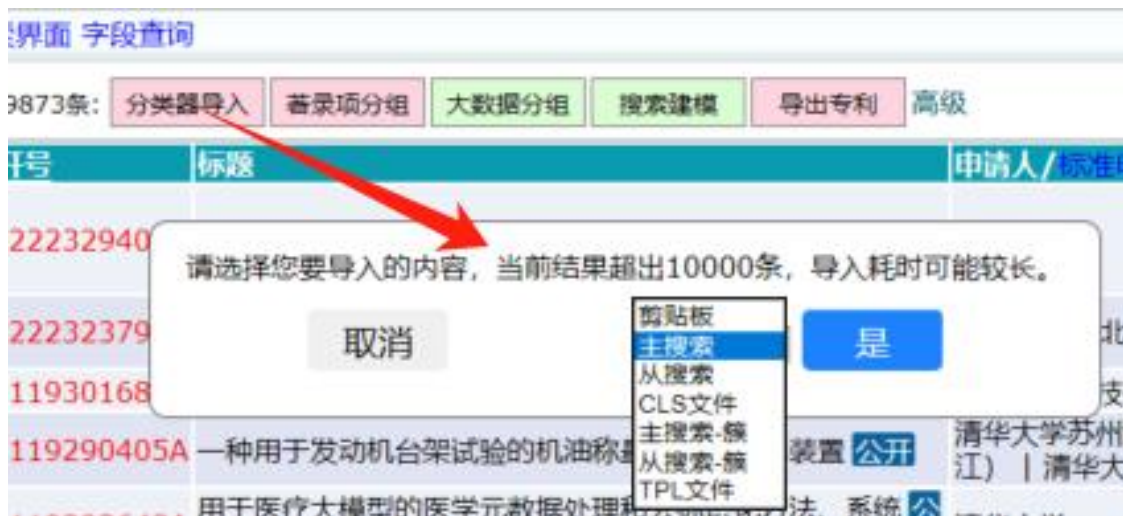 界面 字段查询
9873条: 分类器导入 著录项分组 大数据分组 搜索建模 导出专利 高级
开号 标题 申请人/标准
22232940
请选择您要导入的内容，当前结果超出10000条，导入耗时可能较长。
取消 是
剪贴板
主搜索
从搜索
CLS文件
主搜索-簇
从搜索-簇
TPL文件
22232379 北
11930168 技
119290405A 一种用于发动机台架试验的机油称 装置 公开 清华大学苏州
江） | 清华大
用于医疗大模型的医学元数据处理 方法、系统 公